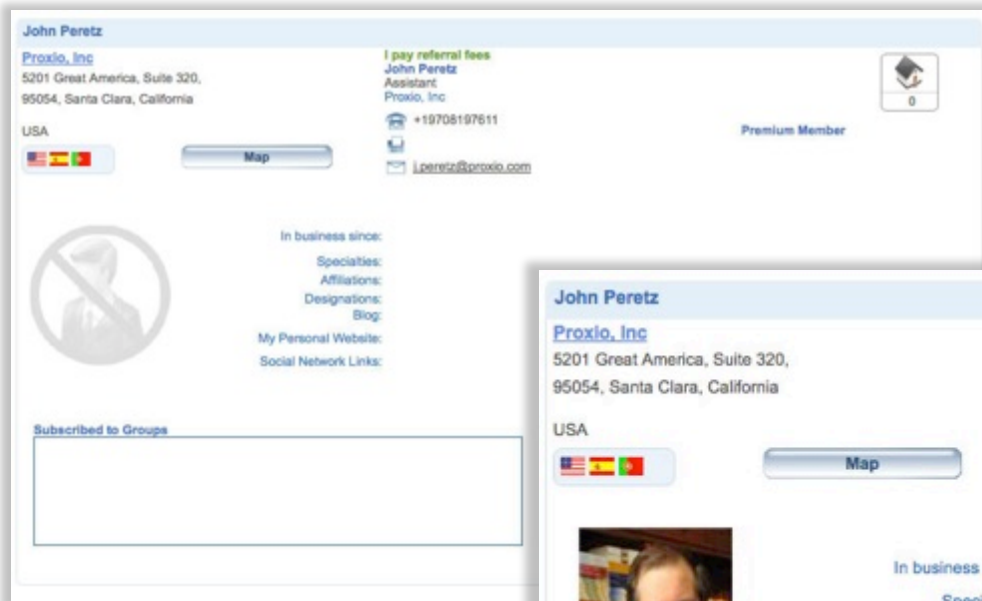 John Peretz
Proxio, Inc
5201 Great America, Suite 320,
95054, Santa Clara, California
USA
Map
I pay referral fees
John Peretz
Assistant
Proxio, Inc
+19708197611
j.peretz@proxio.com
0
Premium Member
In business since:
Specialties:
Affiliations:
Designations:
Blog:
My Personal Website:
Social Network Links:
Subscribed to Groups
John Peretz
Proxio, Inc
5201 Great America, Suite 320,
95054, Santa Clara, California
USA
Map
In business